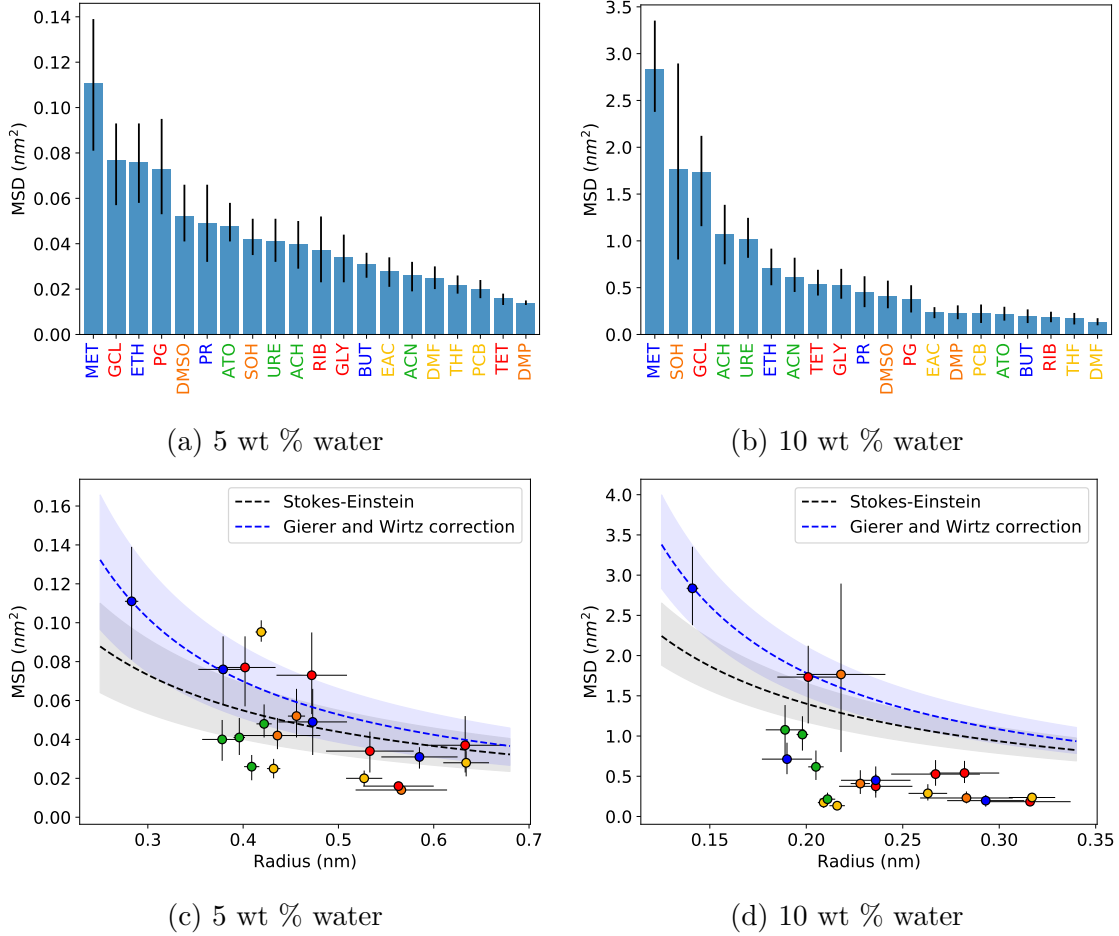 0.14
0.12
0.10
0.08
0.06
0.04
0.02
0.00
MSD (nm²)
MET GCL ETH PG DMSO PR ATO SOH URE ACH RIB GLY BUT EAC ACN DMF THF PCB TET DMP
(a) 5 wt % water
3.5
3.0
2.5
2.0
1.5
1.0
0.5
0.0
MSD (nm²)
MET SOH GCL ACH URE ETH ACN TET GLY PR DMSO PG EAC DMP PCB ATO BUT RIB THF DMF
(b) 10 wt % water
0.16
0.14
0.12
0.10
0.08
0.06
0.04
0.02
0.00
MSD (nm²)
Stokes-Einstein
Gierer and Wirtz correction
0.3 0.4 0.5 0.6 0.7
Radius (nm)
(c) 5 wt % water
4.0
3.5
3.0
2.5
2.0
1.5
1.0
0.5
0.0
MSD (nm²)
Stokes-Einstein
Gierer and Wirtz correction
0.15 0.20 0.25 0.30 0.35
Radius (nm)
(d) 10 wt % water